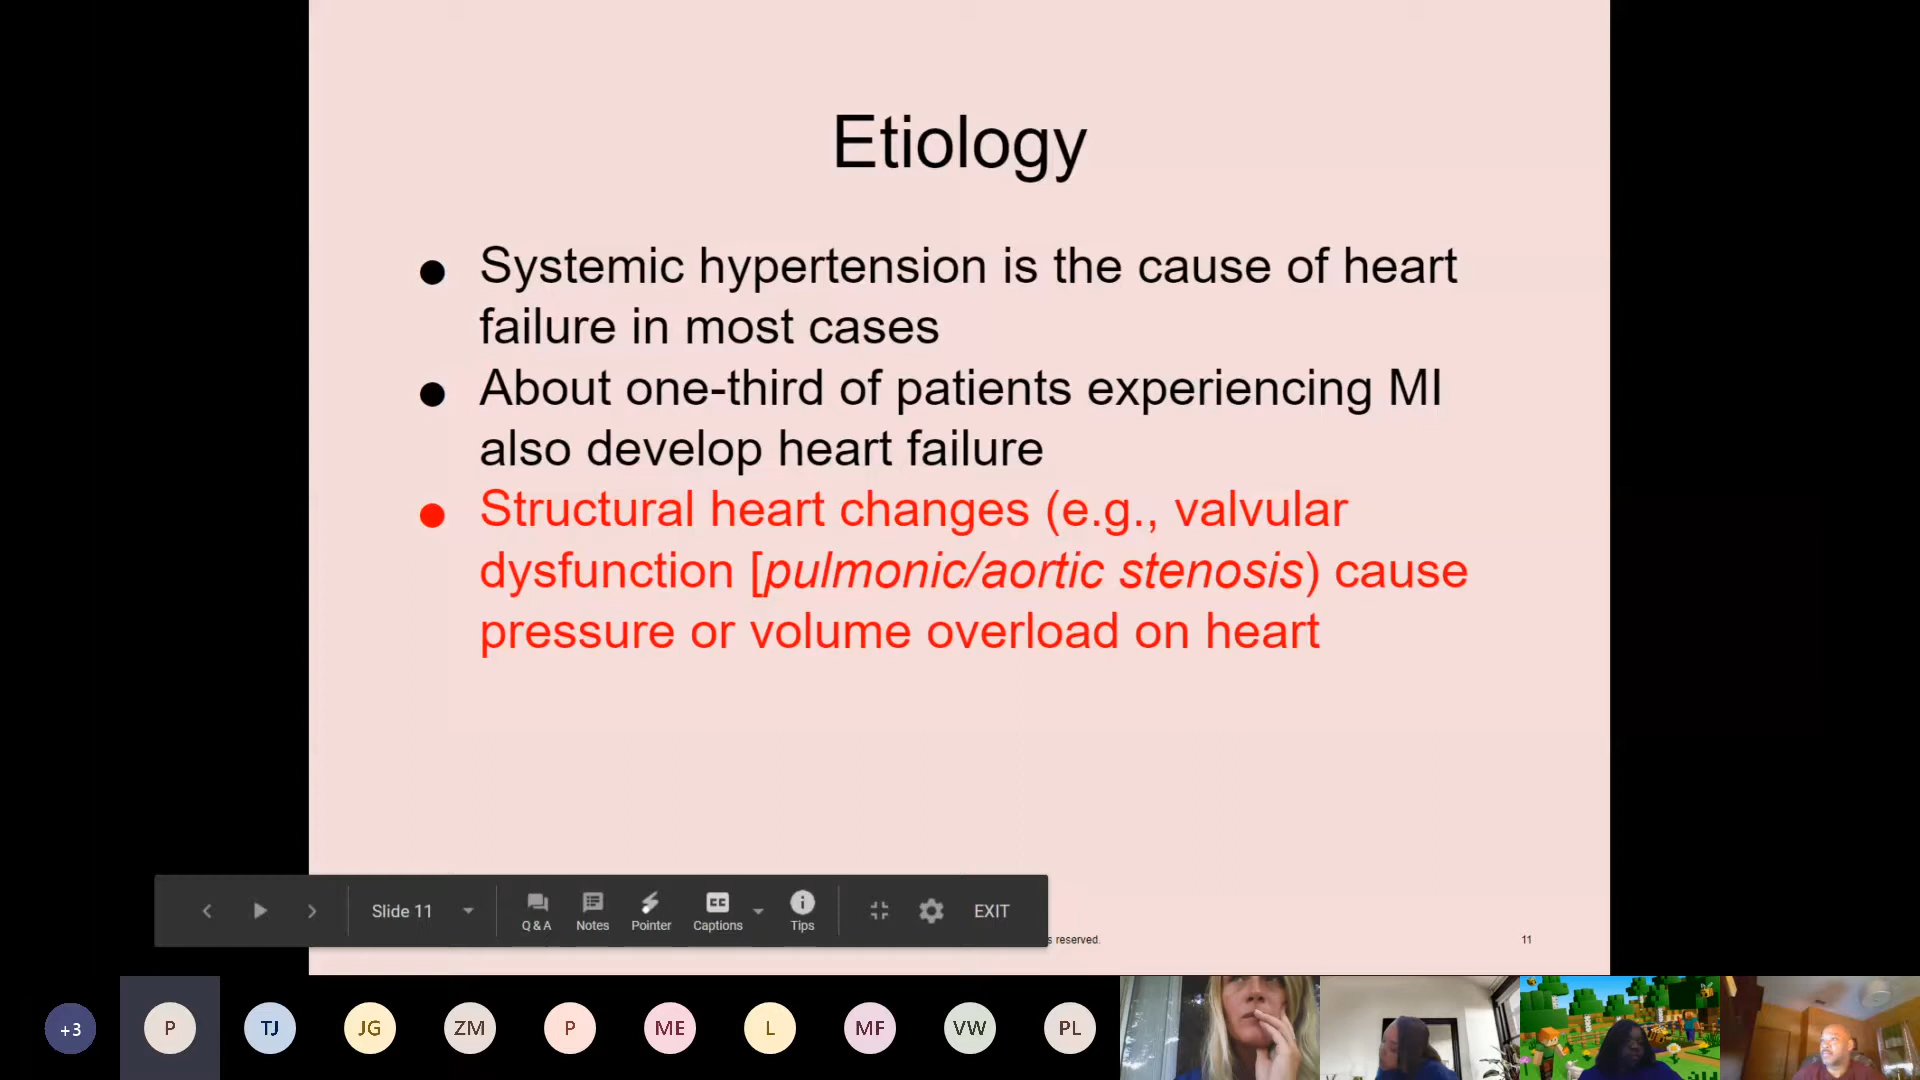 Etiology
● Systemic hypertension is the cause of heart
failure in most cases
● About one-third of patients experiencing MI
also develop heart failure
● Structural heart changes (e.g., valvular
dysfunction [pulmonic/aortic stenosis) cause
pressure or volume overload on heart
Slide 11
Q & A
Notes
Pointer
CC
Captions
Tips
EXIT
s reserved.
11
+3
P
TJ
JG
ZM
P
ME
L
MF
VW
PL